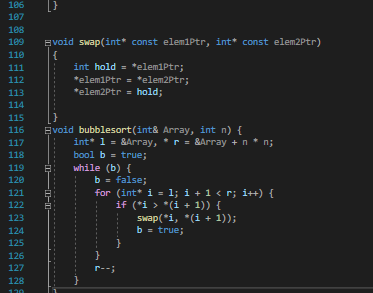 106 }
107
108
109 void swap(int* const elem1Ptr, int* const elem2Ptr)
110 {
111 int hold = *elem1Ptr;
112 *elem1Ptr = *elem2Ptr;
113 *elem2Ptr = hold;
114
115 }
116 void bubblesort(int& Array, int n) {
117 int* l = &Array, * r = &Array + n * n;
118 bool b = true;
119 while (b) {
120 b = false;
121 for (int* i = l; i + 1 < r; i++) {
122 if (*i > *(i + 1)) {
123 swap(*i, *(i + 1));
124 b = true;
125 }
126 }
127 r--;
128 }